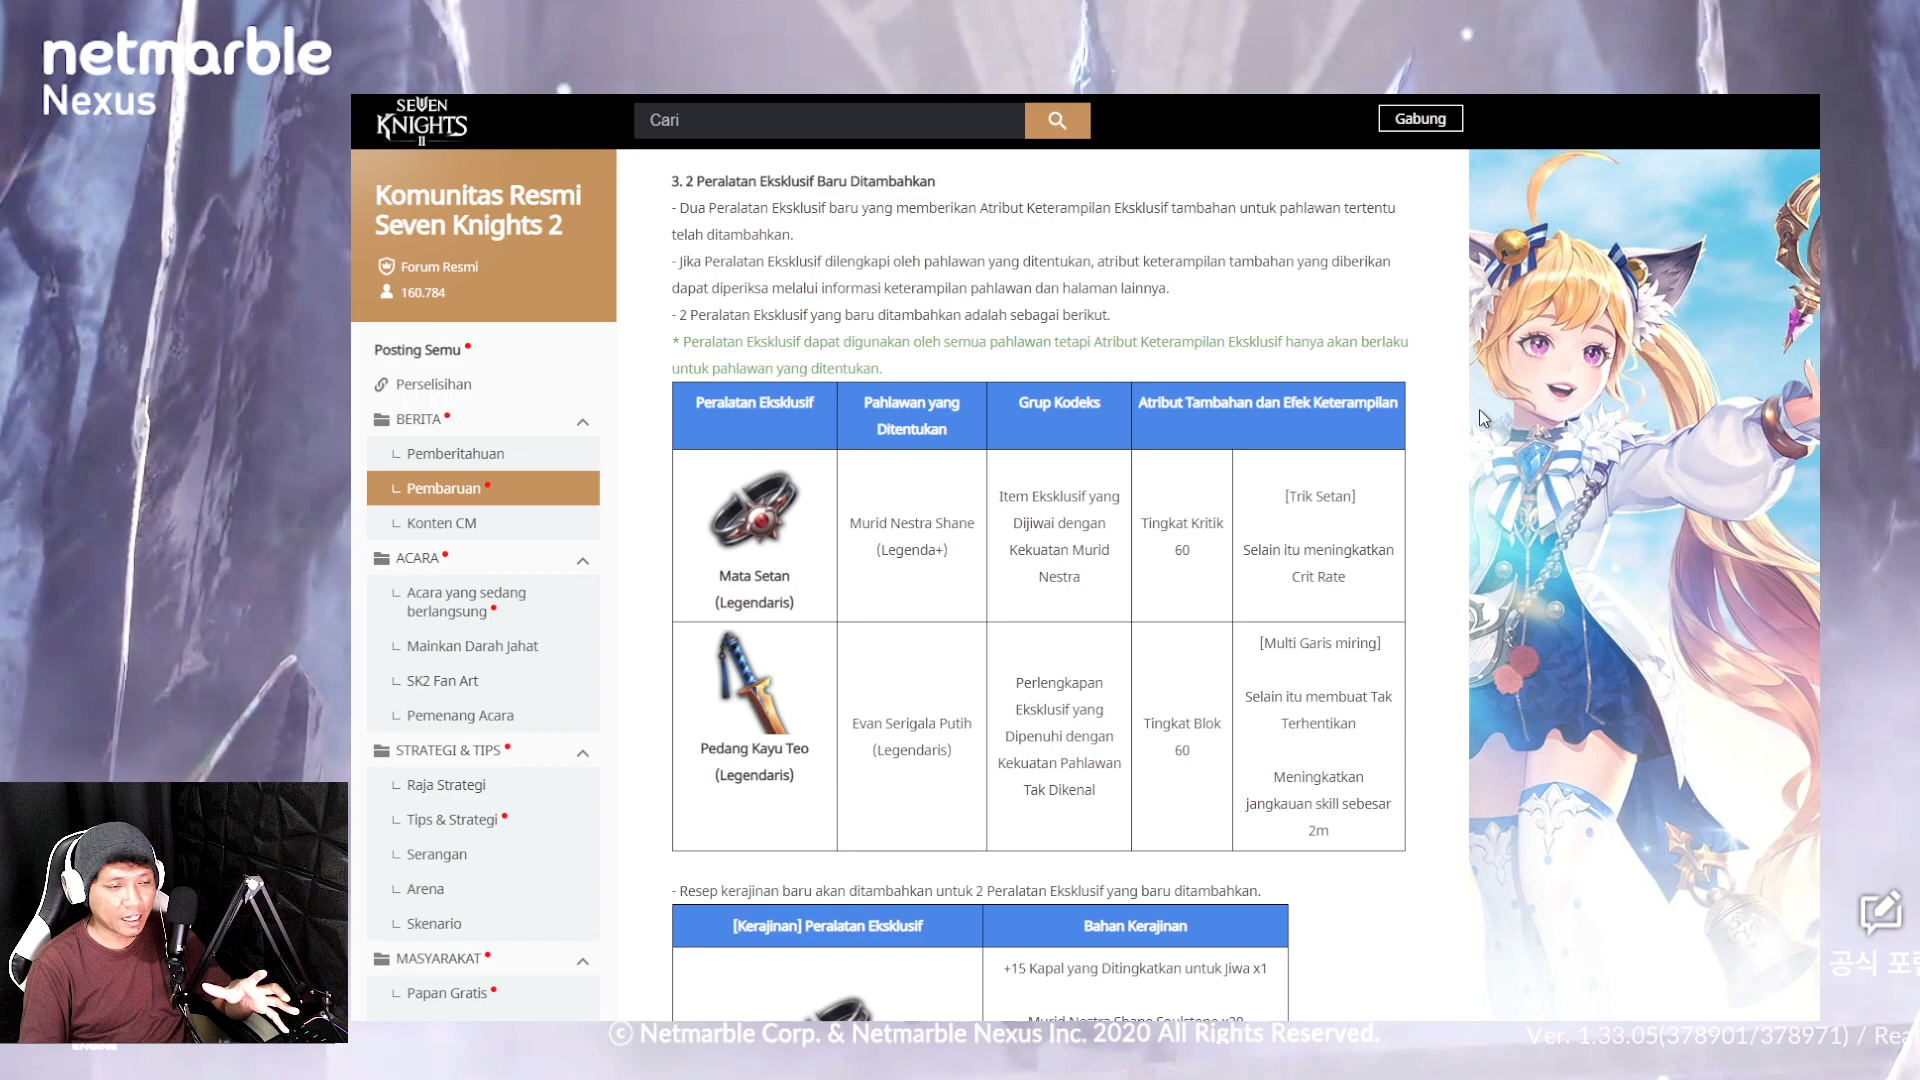 netmarble
Nexus
SEVEN
KNIGHTS
II
Cari
Gabung
Komunitas Resmi
Seven Knights 2
Forum Resmi
160.784
Posting Semu
Perselisihan
BERITA
Pemberitahuan
Pembaruan
Konten CM
ACARA
Acara yang sedang
berlangsung
Mainkan Darah Jahat
SK2 Fan Art
Pemenang Acara
STRATEGI & TIPS
Raja Strategi
Tips & Strategi
Serangan
Arena
Skenario
MASYARAKAT
Papan Gratis
3. 2 Peralatan Eksklusif Baru Ditambahkan
- Dua Peralatan Eksklusif baru yang memberikan Atribut Keterampilan Eksklusif tambahan untuk pahlawan tertentu
telah ditambahkan.
- Jika Peralatan Eksklusif dilengkapi oleh pahlawan yang ditentukan, atribut keterampilan tambahan yang diberikan
dapat diperiksa melalui informasi keterampilan pahlawan dan halaman lainnya.
- 2 Peralatan Eksklusif yang baru ditambahkan adalah sebagai berikut.
* Peralatan Eksklusif dapat digunakan oleh semua pahlawan tetapi Atribut Keterampilan Eksklusif hanya akan berlaku
untuk pahlawan yang ditentukan.
Peralatan Eksklusif
Pahlawan yang
Ditentukan
Grup Kodeks
Atribut Tambahan dan Efek Keterampilan
Mata Setan
(Legendaris)
Murid Nestra Shane
(Legenda+)
Item Eksklusif yang
Dijiwai dengan
Kekuatan Murid
Nestra
Tingkat Kritik
60
[Trik Setan]
Selain itu meningkatkan
Crit Rate
Pedang Kayu Teo
(Legendaris)
Evan Serigala Putih
(Legendaris)
Perlengkapan
Eksklusif yang
Dipenuhi dengan
Kekuatan Pahlawan
Tak Dikenal
Tingkat Blok
60
[Multi Garis miring]
Selain itu membuat Tak
Terhentikan
Meningkatkan
jangkauan skill sebesar
2m
- Resep kerajinan baru akan ditambahkan untuk 2 Peralatan Eksklusif yang baru ditambahkan.
[Kerajinan] Peralatan Eksklusif
Bahan Kerajinan
+15 Kapal yang Ditingkatkan untuk Jiwa x1
Murid Nestra Shane Soulstone x20
공식 포
© Netmarble Corp. & Netmarble Nexus Inc. 2020 All Rights Reserved.
Ver. 1.33.05(378901/378971) / Rea